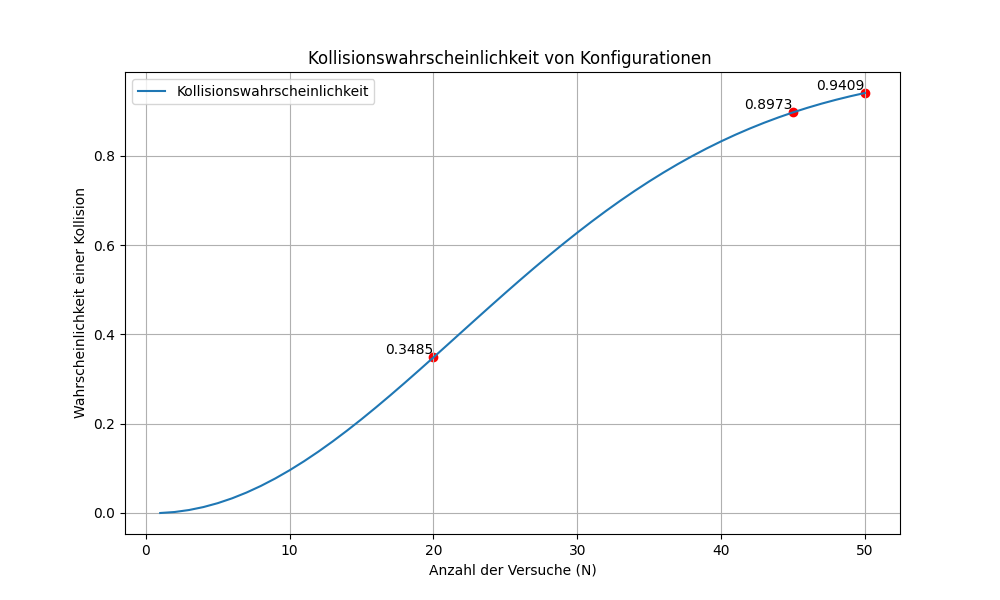 Kollisionswahrscheinlichkeit von Konfigurationen
Kollisionswahrscheinlichkeit
0.9409
0.8973
0.3485
Wahrscheinlichkeit einer Kollision
0.8
0.6
0.4
0.2
0.0
0 10 20 30 40 50
Anzahl der Versuche (N)